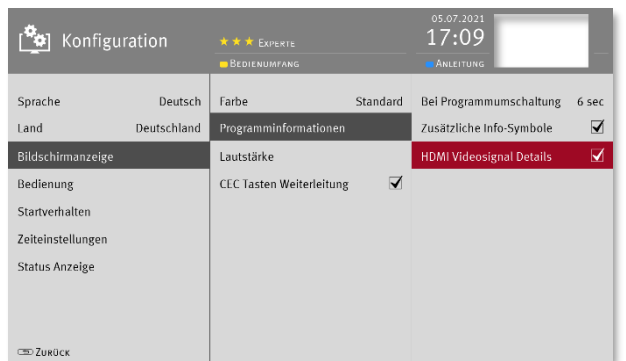 05.07.2021
Konfiguration
★★★ EXPERTE
17:09
BEDIENUMFANG
ANLEITUNG
Sprache Deutsch
Land Deutschland
Bildschirmanzeige
Bedienung
Startverhalten
Zeiteinstellungen
Status Anzeige
Farbe Standard
Programminformationen
Lautstärke
CEC Tasten Weiterleitung
Bei Programmumschaltung 6 sec
Zusätzliche Info-Symbole
HDMI Videosignal Details
ZURÜCK